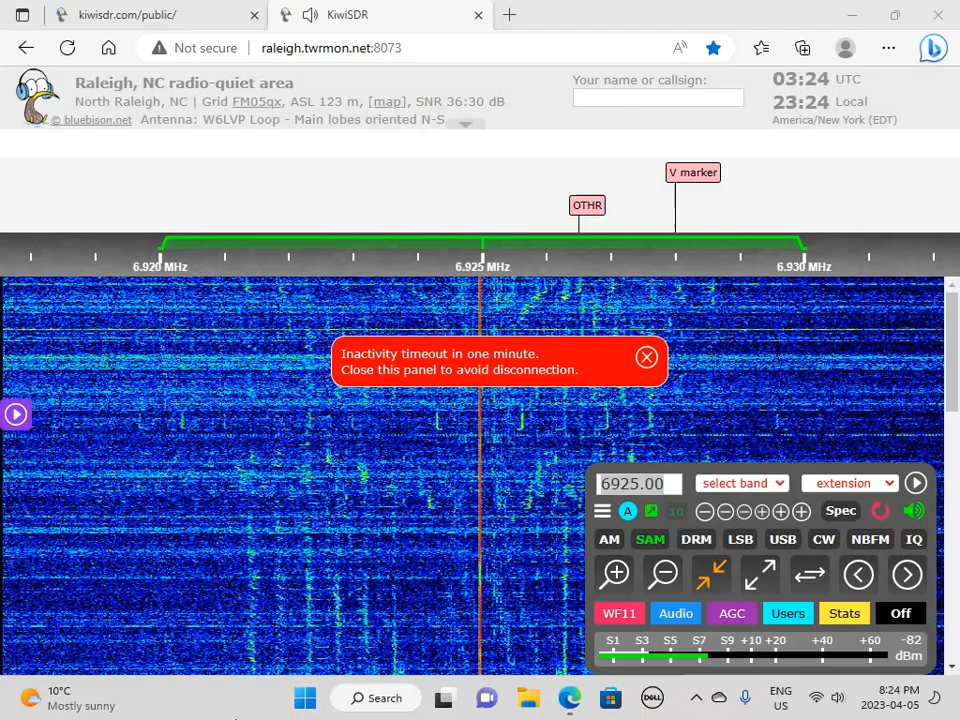 kiwisdr.com/public/
KiwiSDR
Not secure
raleigh.twrmon.net:8073
Raleigh, NC radio-quiet area
North Raleigh, NC | Grid FM05qx, ASL 123 m, [map], SNR 36:30 dB
© bluebison.net Antenna: W6LVP Loop - Main lobes oriented N-S
Your name or callsign:
03:24 UTC
23:24 Local
America/New York (EDT)
V marker
OTHR
6.920 MHz 6.925 MHz 6.930 MHz
Inactivity timeout in one minute.
Close this panel to avoid disconnection.
6925.00 select band extension
A 10 Spec
AM SAM DRM LSB USB CW NBFM IQ
WF11 Audio AGC Users Stats Off
S1 S3 S5 S7 S9 +10 +20 +40 +60 -82
dBm
10°C
Mostly sunny
Search
DELL
ENG
US
8:24 PM
2023-04-05